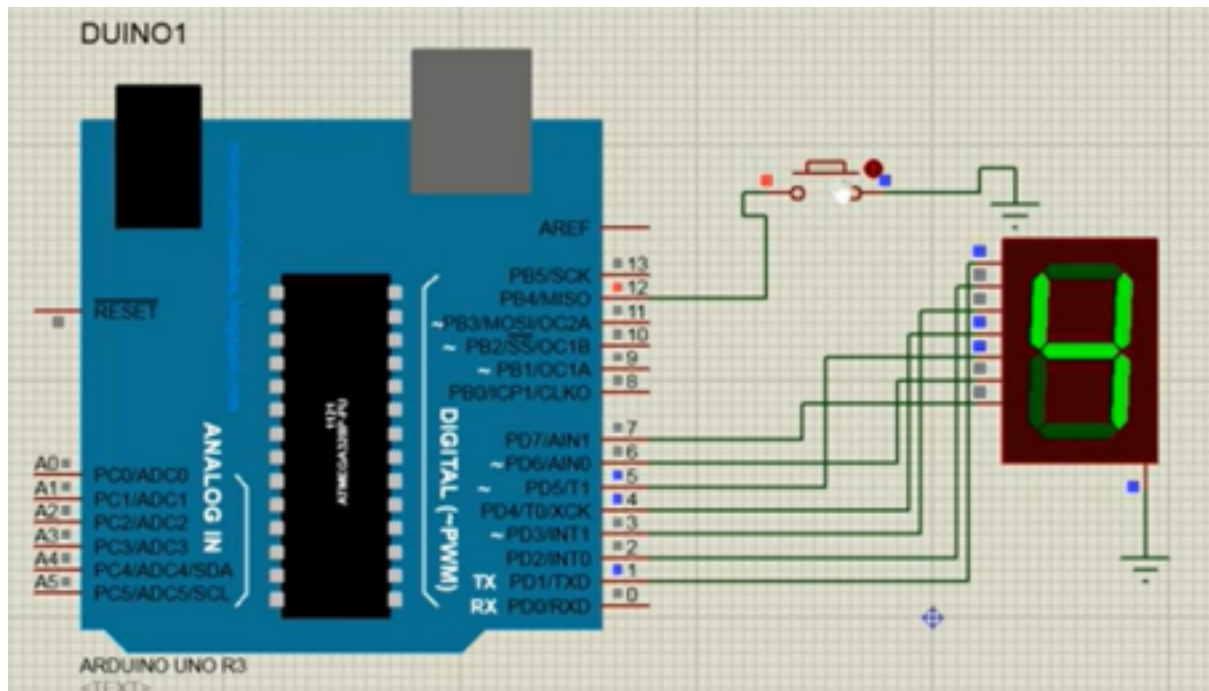 DUINO1
AREF
PB5/SCK
13
PB4/MISO
12
~PB3/MOSI/OC2A
11
~ PB2/SS/OC1B
10
~ PB1/OC1A
9
PB0/ICP1/CLKO
8
RESET
1121
ATMEGA328P-PU
DIGITAL (~PWM)
ANALOG IN
PD7/AIN1
7
~PD6/AIN0
6
~ PD5/T1
5
PD4/T0/XCK
4
~PD3/INT1
3
PD2/INT0
2
TX PD1/TXD
1
RX PD0/RXD
0
A0
PC0/ADC0
A1
PC1/ADC1
A2
PC2/ADC2
A3
PC3/ADC3
A4
PC4/ADC4/SDA
A5
PC5/ADC5/SCL
4
ARDUINO UNO R3
<TEXT>